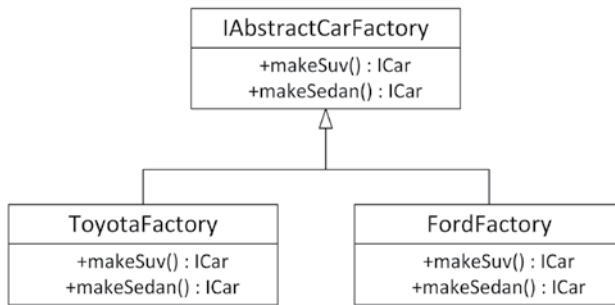 IAbstractCarFactory
+makeSuv() : ICar
+makeSedan() : ICar
ToyotaFactory
+makeSuv() : ICar
+makeSedan() : ICar
FordFactory
+makeSuv() : ICar
+makeSedan() : ICar